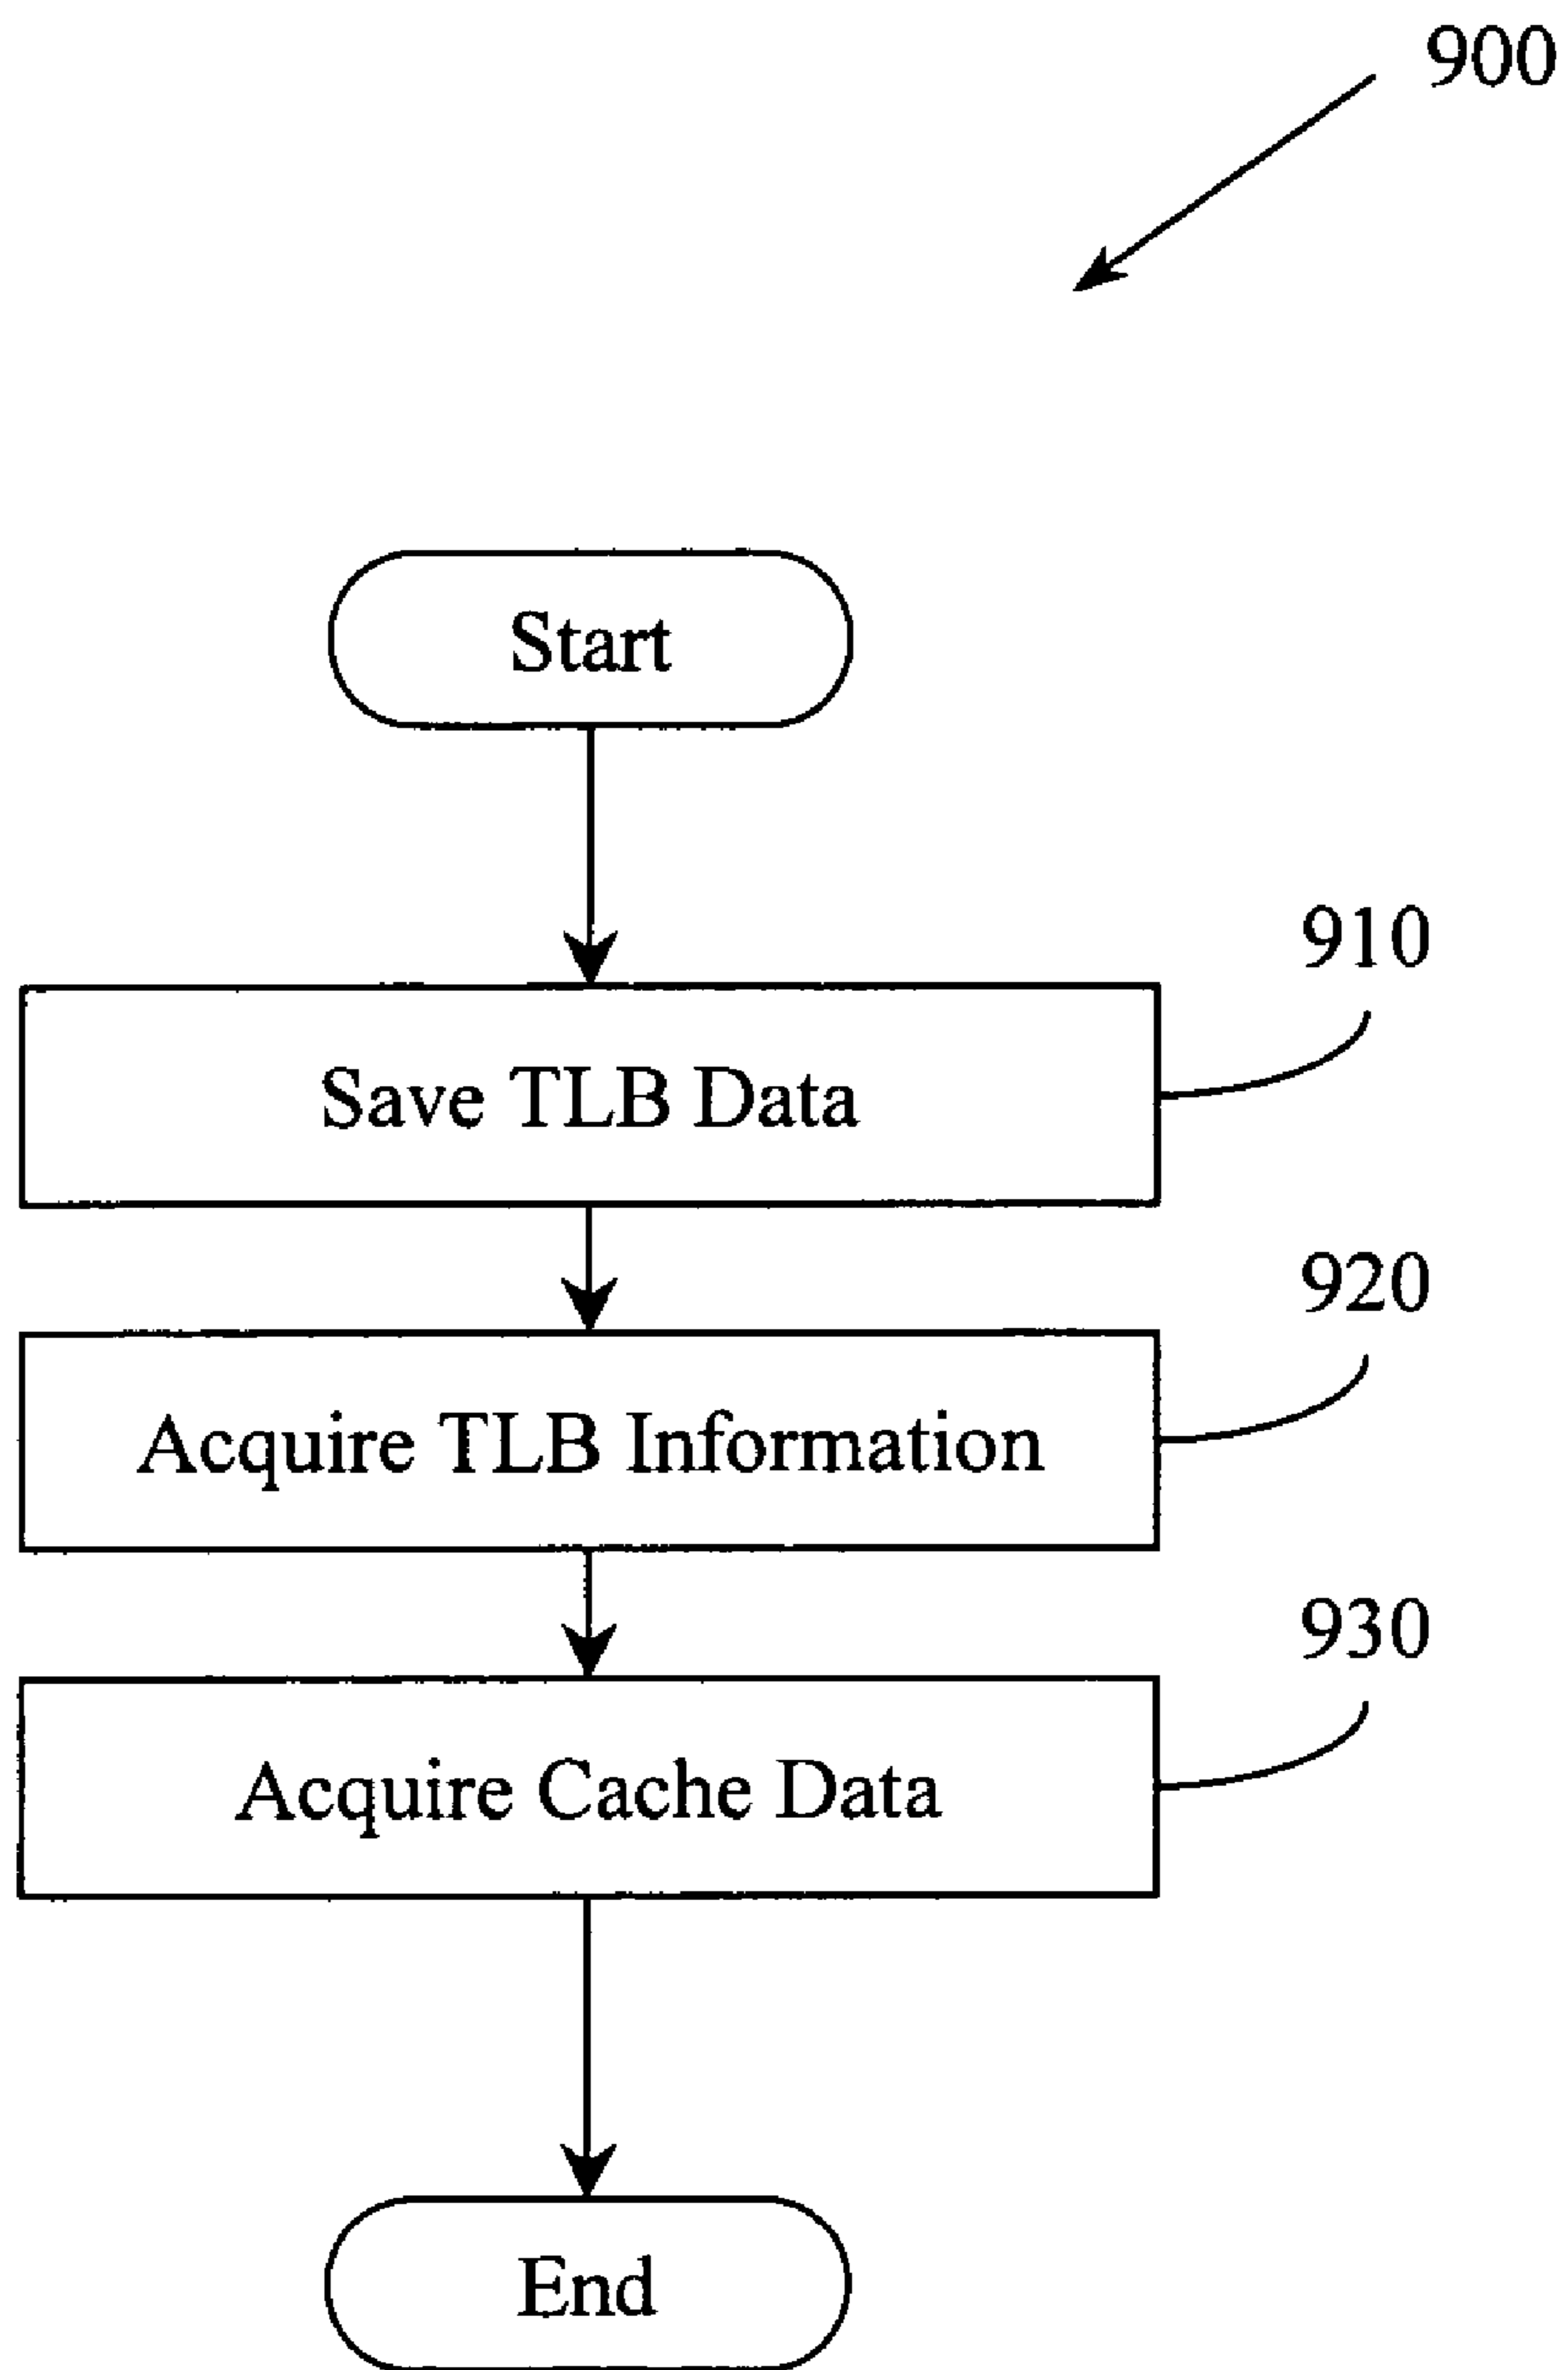 900
Start
910
Save TLB Data
920
Acquire TLB Information
930
Acquire Cache Data
End